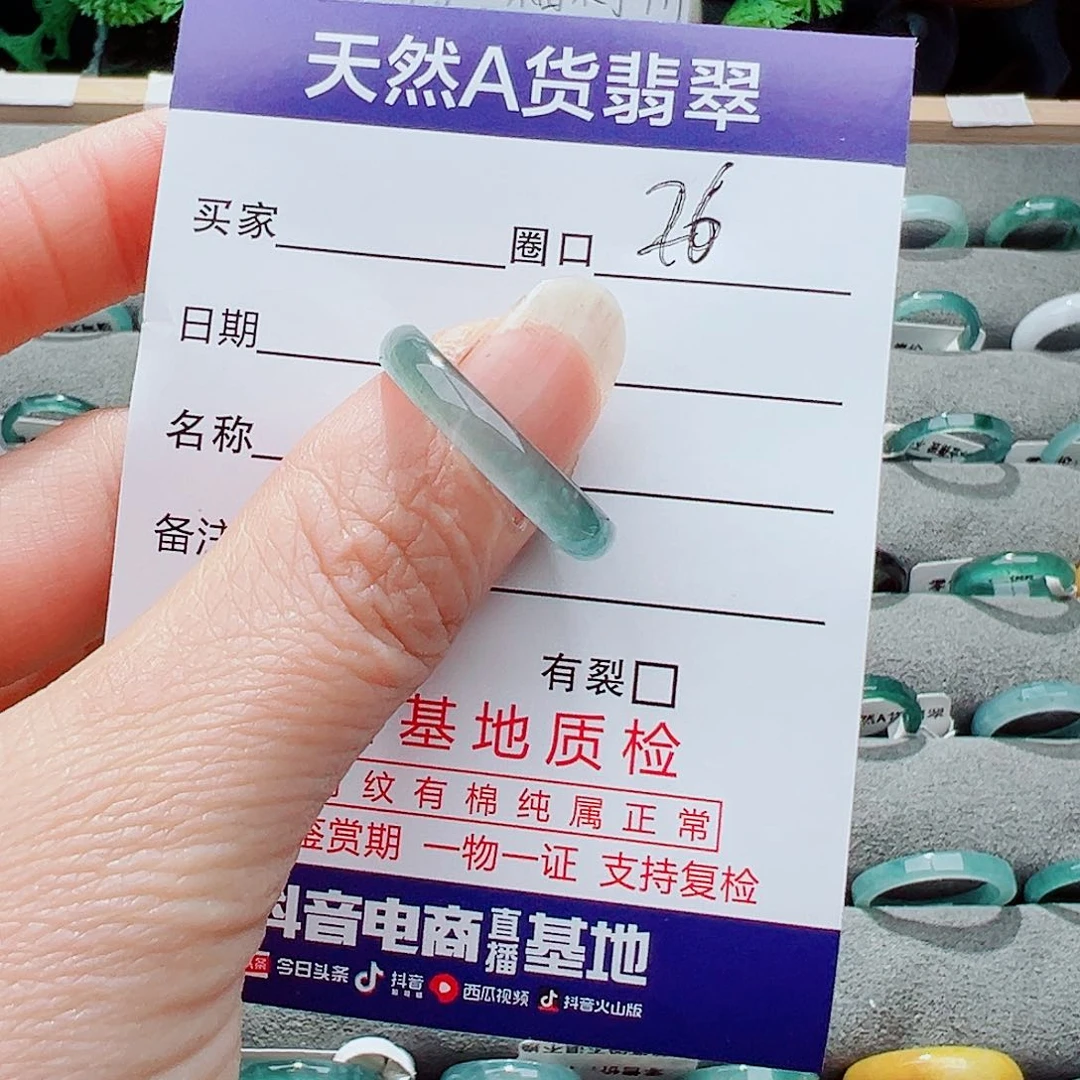 天然A货翡翠
买家 圈口 26
日期
名称
备注
有裂
基地质检
纹有棉纯属正常
鉴赏期 一物一证 支持复检
抖音电商直播基地
今日头条 抖音 西瓜视频 抖音火山版